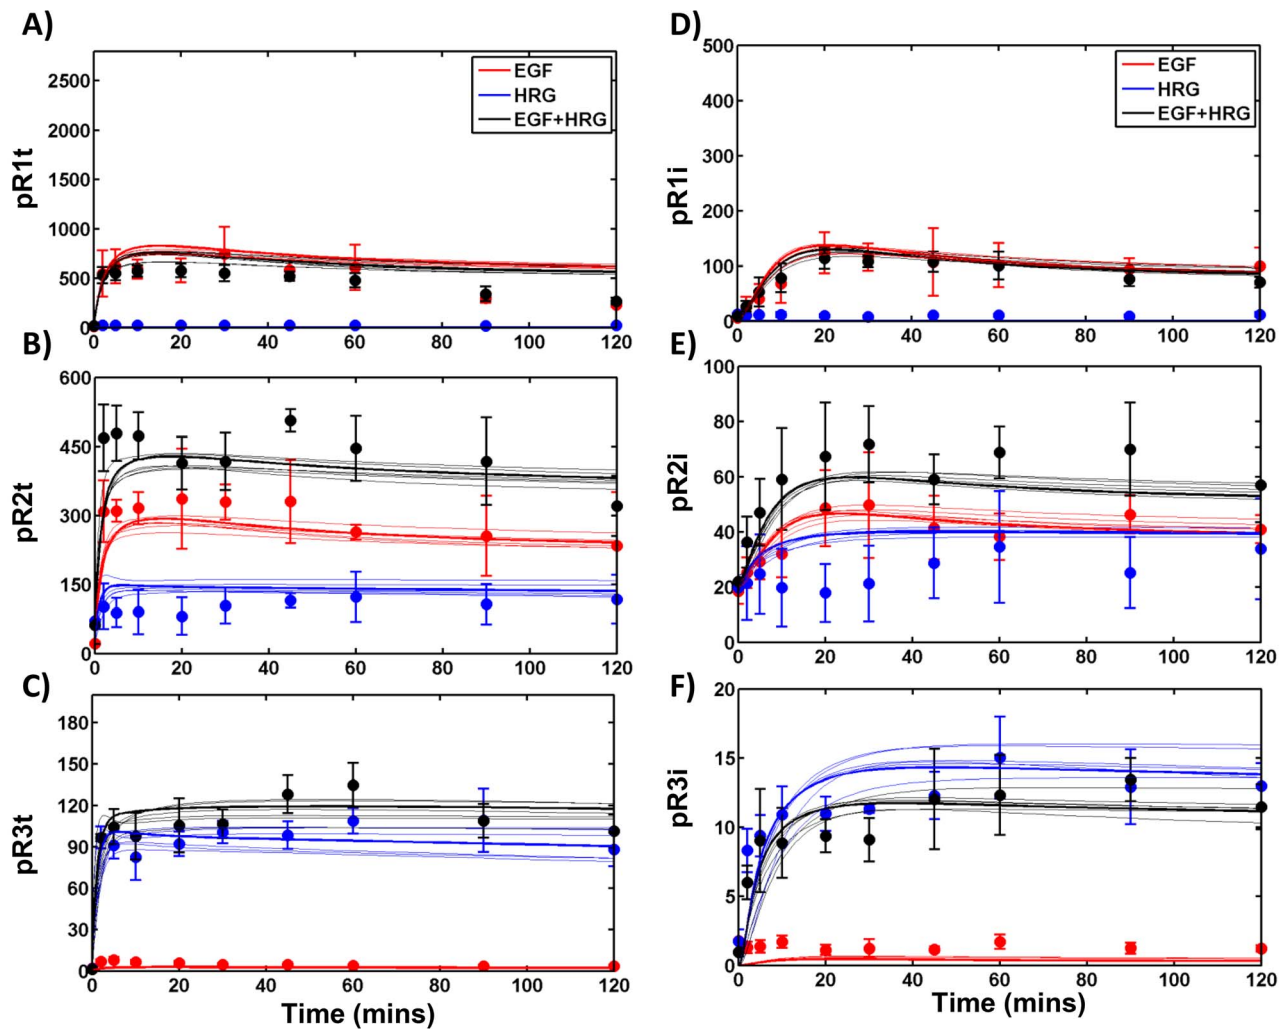 A)
pR1t
2500
2000
1500
1000
500
0
0 20 40 60 80 100 120
EGF
HRG
EGF+HRG
D)
pR1i
500
400
300
200
100
0
0 20 40 60 80 100 120
EGF
HRG
EGF+HRG
B)
pR2t
600
450
300
150
0
0 20 40 60 80 100 120
E)
pR2i
100
80
60
40
20
0
0 20 40 60 80 100 120
C)
pR3t
180
150
120
90
60
30
0
0 20 40 60 80 100 120
Time (mins)
F)
pR3i
20
15
10
5
0
0 20 40 60 80 100 120
Time (mins)